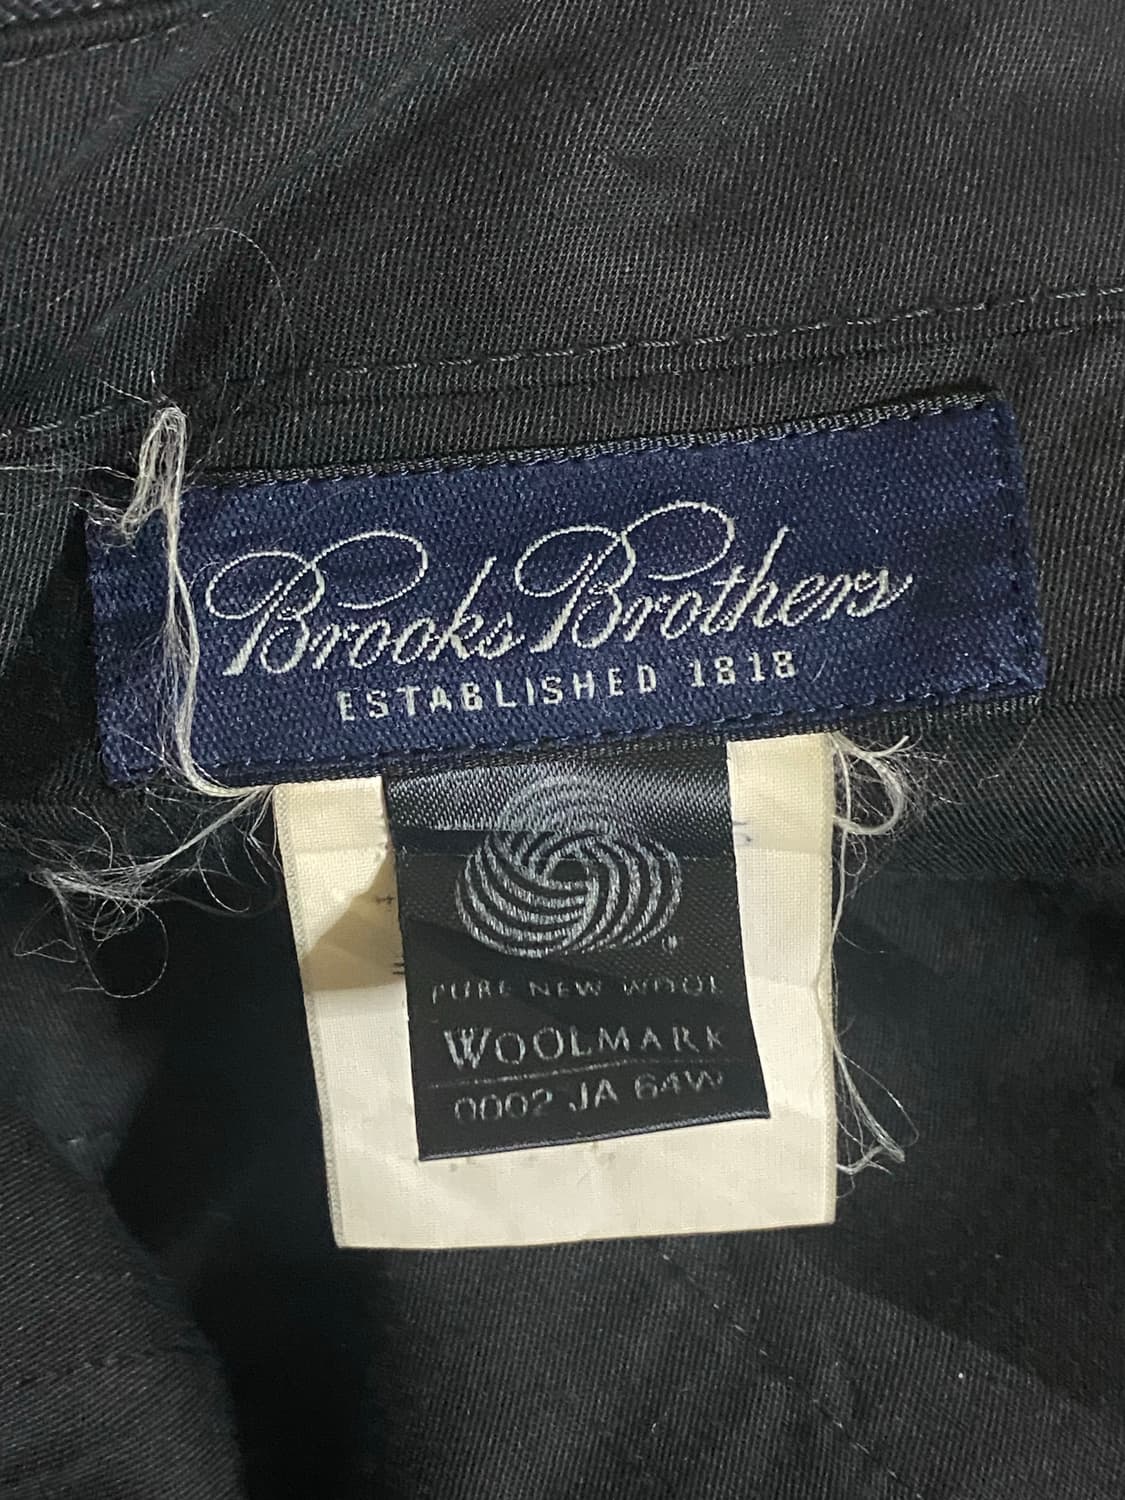 Brooks Brothers
ESTABLISHED 1818
PURE NEW WOOL
WOOLMARK
0002 JA 64W